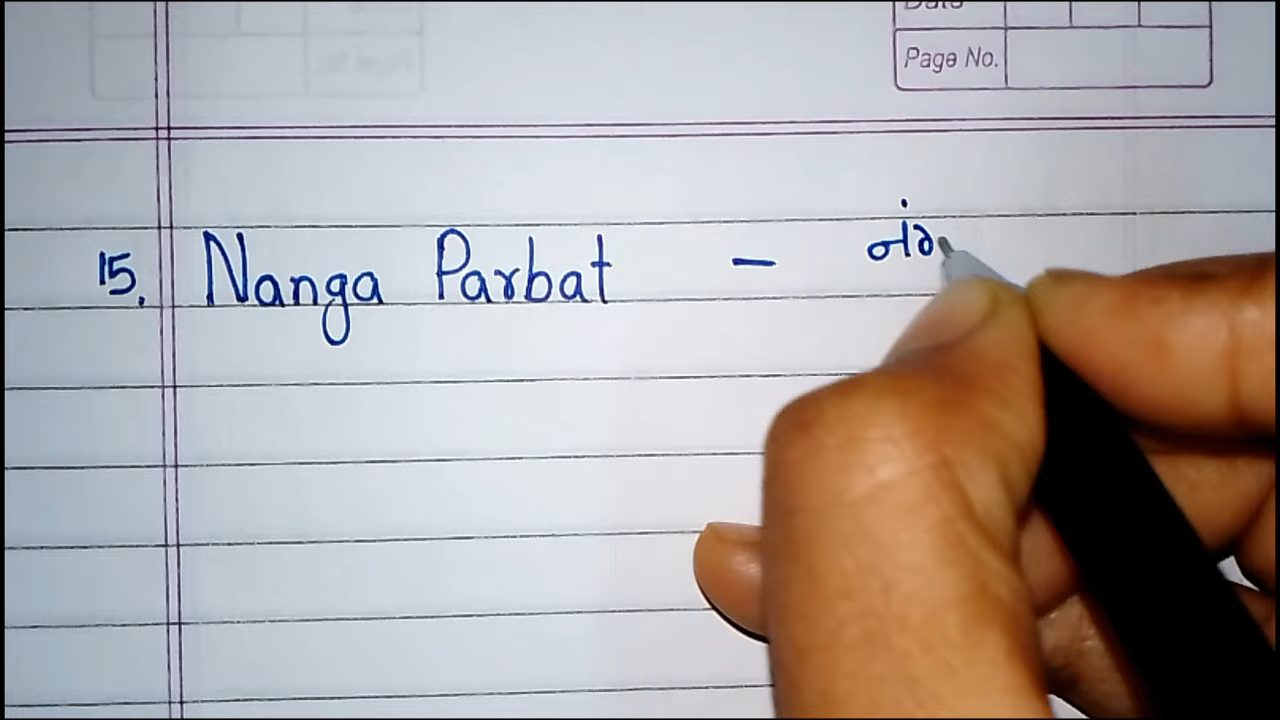 Page No.
15. Nanga Parbat - નંગ